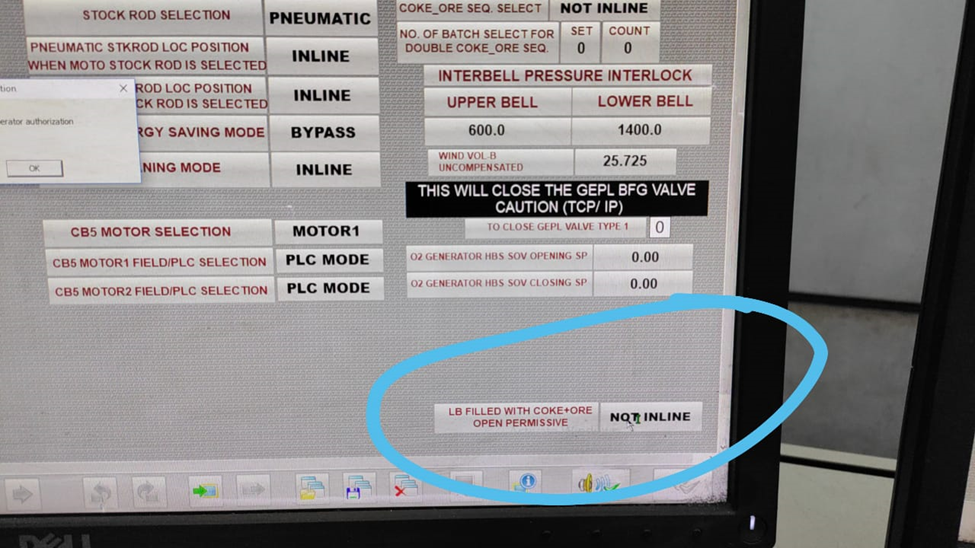 STOCK ROD SELECTION
PNEUMATIC
PNEUMATIC STKROD LOC POSITION
WHEN MOTO STOCK ROD IS SELECTED
INLINE
tion
erator authorization
OK
ROD LOC POSITION
CK ROD IS SELECTED
INLINE
RGY SAVING MODE
BYPASS
NING MODE
INLINE
CB5 MOTOR SELECTION
MOTOR1
CB5 MOTOR1 FIELD/PLC SELECTION
PLC MODE
CB5 MOTOR2 FIELD/PLC SELECTION
PLC MODE
COKE_ORE SEQ. SELECT
NOT INLINE
NO. OF BATCH SELECT FOR
DOUBLE COKE_ORE SEQ.
SET
0
COUNT
0
INTERBELL PRESSURE INTERLOCK
UPPER BELL
LOWER BELL
600.0
1400.0
WIND VOL-B
UNCOMPENSATED
25.725
THIS WILL CLOSE THE GEPL BFG VALVE
CAUTION (TCP/ IP)
TO CLOSE GEPL VALVE TYPE 1
0
O2 GENERATOR HBS SOV OPENING SP
0.00
O2 GENERATOR HBS SOV CLOSING SP
0.00
LB FILLED WITH COKE+ORE
OPEN PERMISSIVE
NOT INLINE
DELL